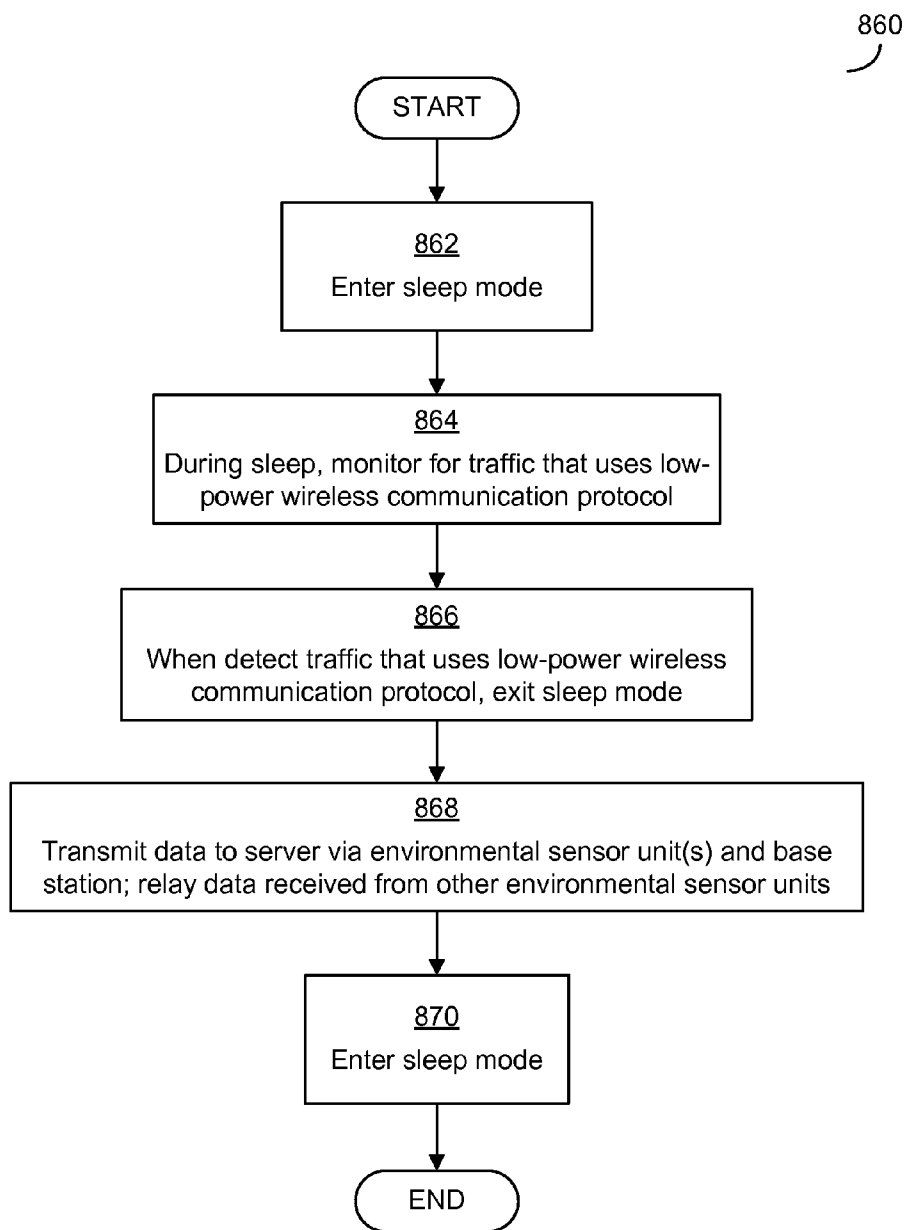 860
START
862
Enter sleep mode
864
During sleep, monitor for traffic that uses low-
power wireless communication protocol
866
When detect traffic that uses low-power wireless
communication protocol, exit sleep mode
868
Transmit data to server via environmental sensor unit(s) and base
station; relay data received from other environmental sensor units
870
Enter sleep mode
END